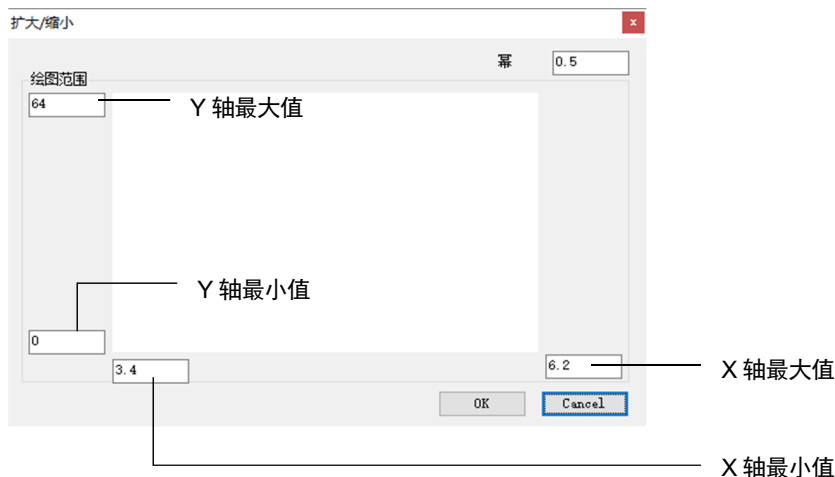 扩大/缩小
x
幂
0.5
绘图范围
64
Y 轴最大值
Y 轴最小值
0
3.4
6.2
X 轴最大值
OK
Cancel
X 轴最小值